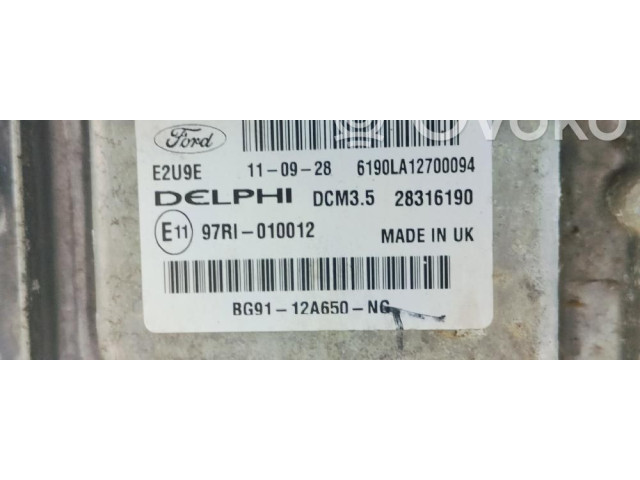 OVOKO
Ford
E2U9E 11-09-28 6190LA12700094
DELPHI DCM3.5 28316190
E11 97RI-010012 MADE IN UK
BG91-12A650-NG